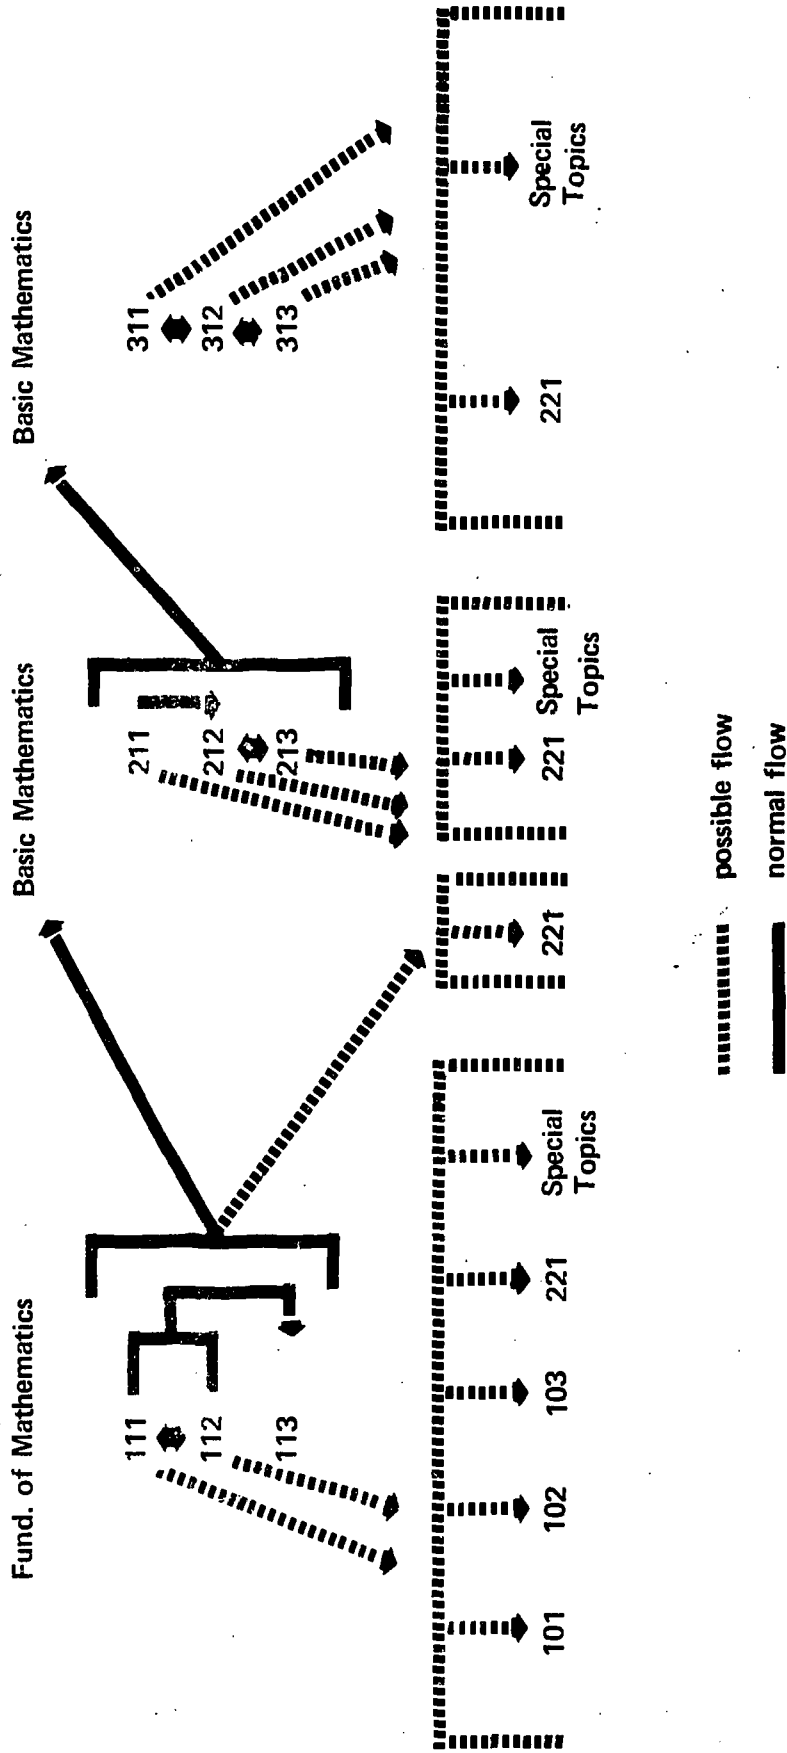 Fund. of Mathematics
Basic Mathematics
Basic Mathematics
111
112
113
211
212
213
311
312
313
101
102
103
221
Special
Topics
221
221
Special
Topics
221
Special
Topics
possible flow
normal flow